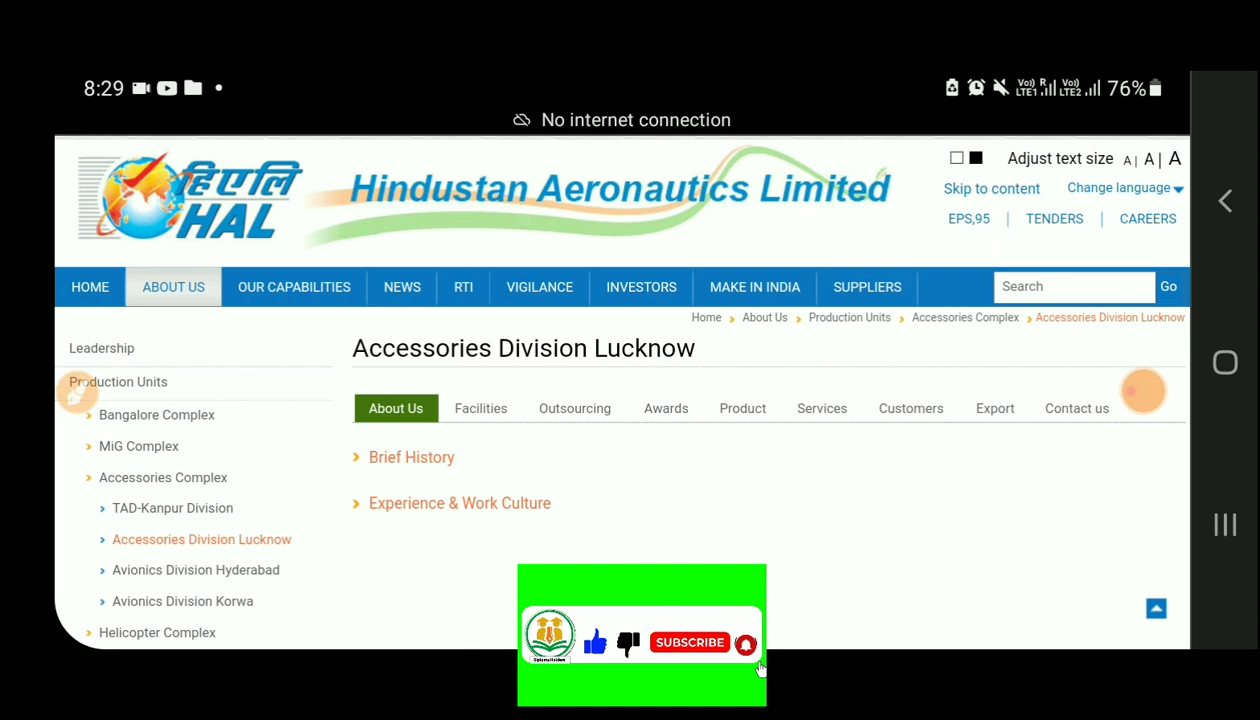 8:29
Vo)) R Vo))
LTE1 LTE2 76%
No internet connection
हिएलि
HAL
Hindustan Aeronautics Limited
Adjust text size A | A | A
Skip to content Change language
EPS,95 | TENDERS | CAREERS
HOME ABOUT US OUR CAPABILITIES NEWS RTI VIGILANCE INVESTORS MAKE IN INDIA SUPPLIERS Search Go
Home About Us Production Units Accessories Complex Accessories Division Lucknow
Leadership
Production Units
Bangalore Complex
MiG Complex
Accessories Complex
TAD-Kanpur Division
Accessories Division Lucknow
Avionics Division Hyderabad
Avionics Division Korwa
Helicopter Complex
Accessories Division Lucknow
About Us Facilities Outsourcing Awards Product Services Customers Export Contact us
Brief History
Experience & Work Culture
SUBSCRIBE